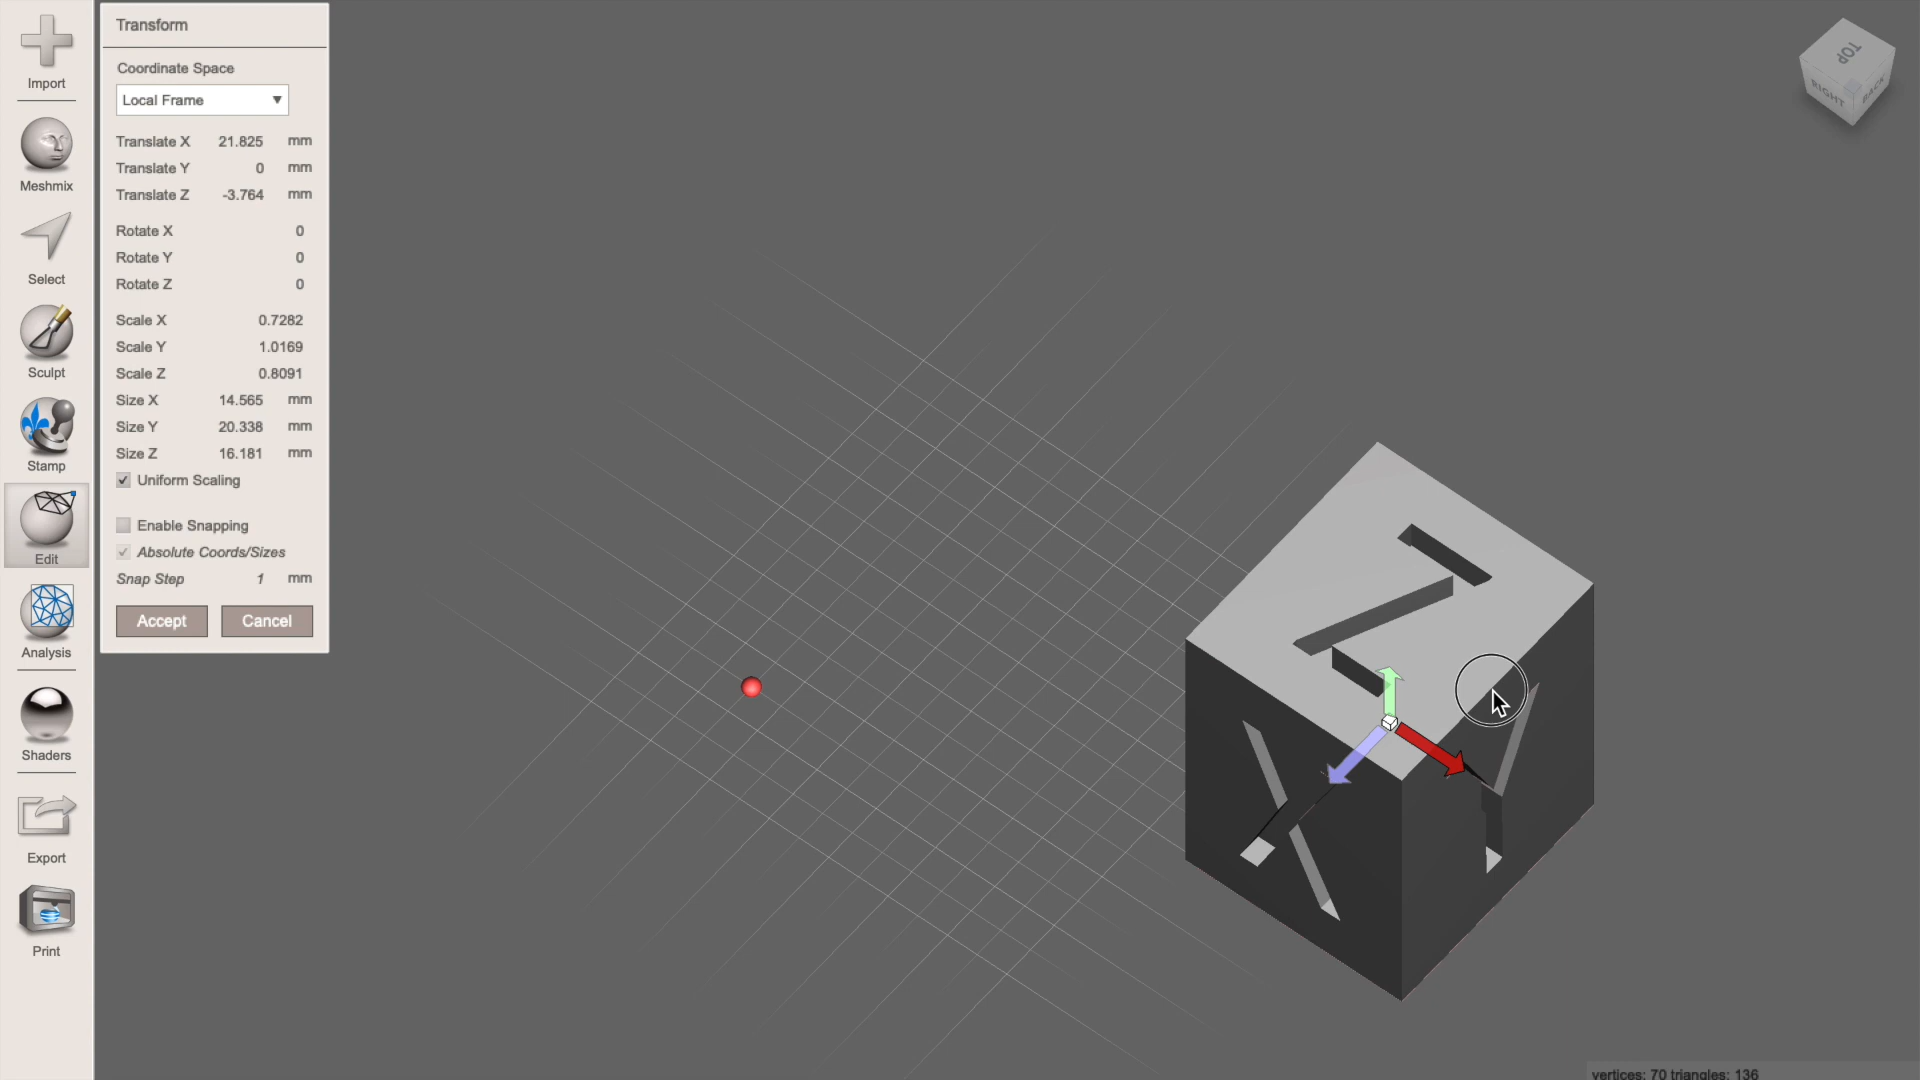 Import
Meshmix
Select
Sculpt
Stamp
Edit
Analysis
Shaders
Export
Print
Transform
Coordinate Space
Local Frame
Translate X 21.825 mm
Translate Y 0 mm
Translate Z -3.764 mm
Rotate X 0
Rotate Y 0
Rotate Z 0
Scale X 0.7282
Scale Y 1.0169
Scale Z 0.8091
Size X 14.565 mm
Size Y 20.338 mm
Size Z 16.181 mm
Uniform Scaling
Enable Snapping
Absolute Coords/Sizes
Snap Step 1 mm
Accept Cancel
TOP
RIGHT BACK
Z
X Y
vertices: 70 triangles: 136